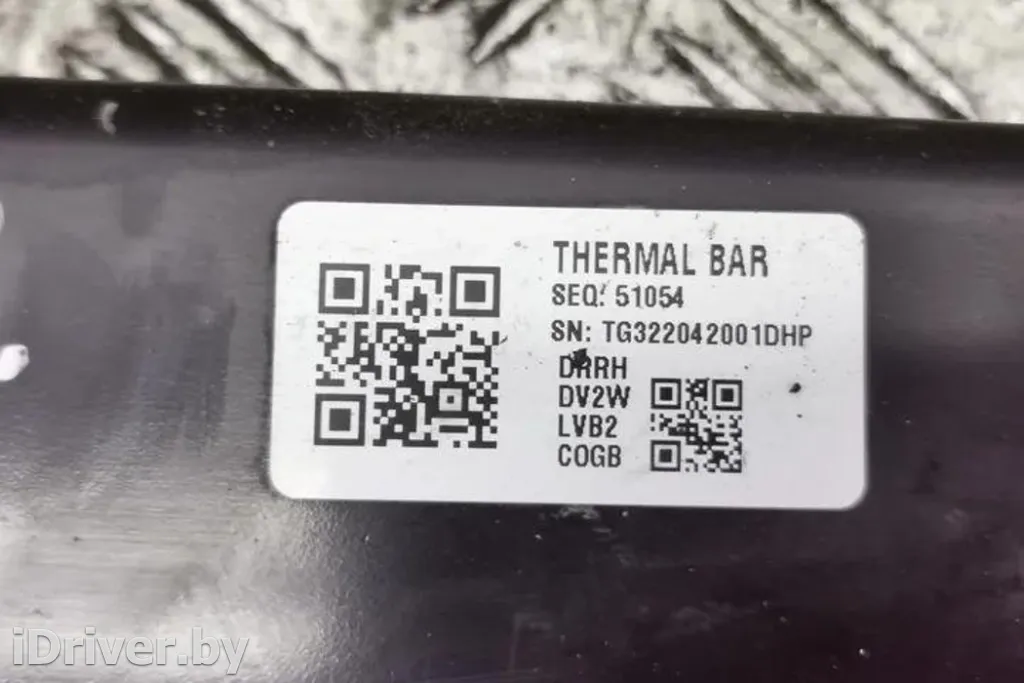 THERMAL BAR
SEQ: 51054
SN: TG322042001DHP
DRRH
DV2W
LVB2
COGB
iDriver.by